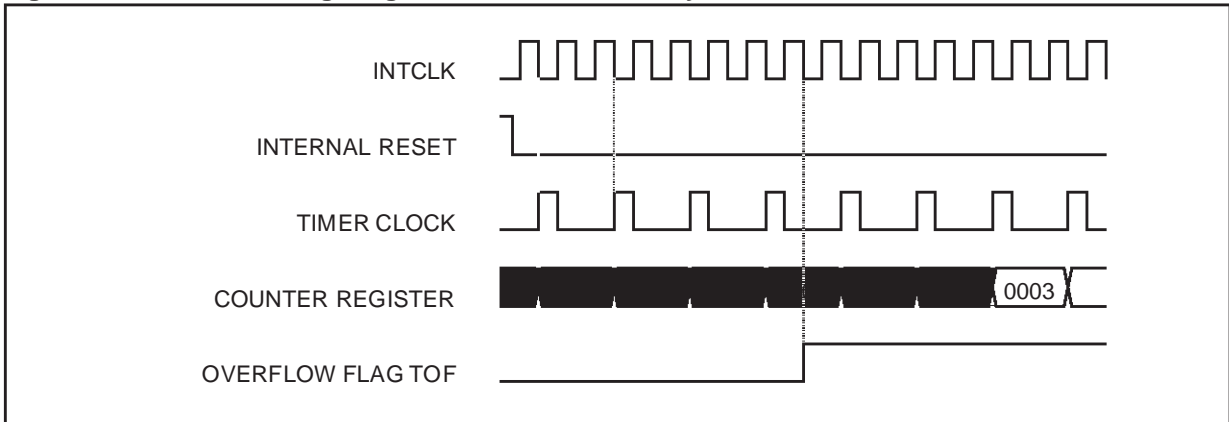 INTCLK
INTERNAL RESET
TIMER CLOCK
COUNTER REGISTER
0003
OVERFLOW FLAG TOF